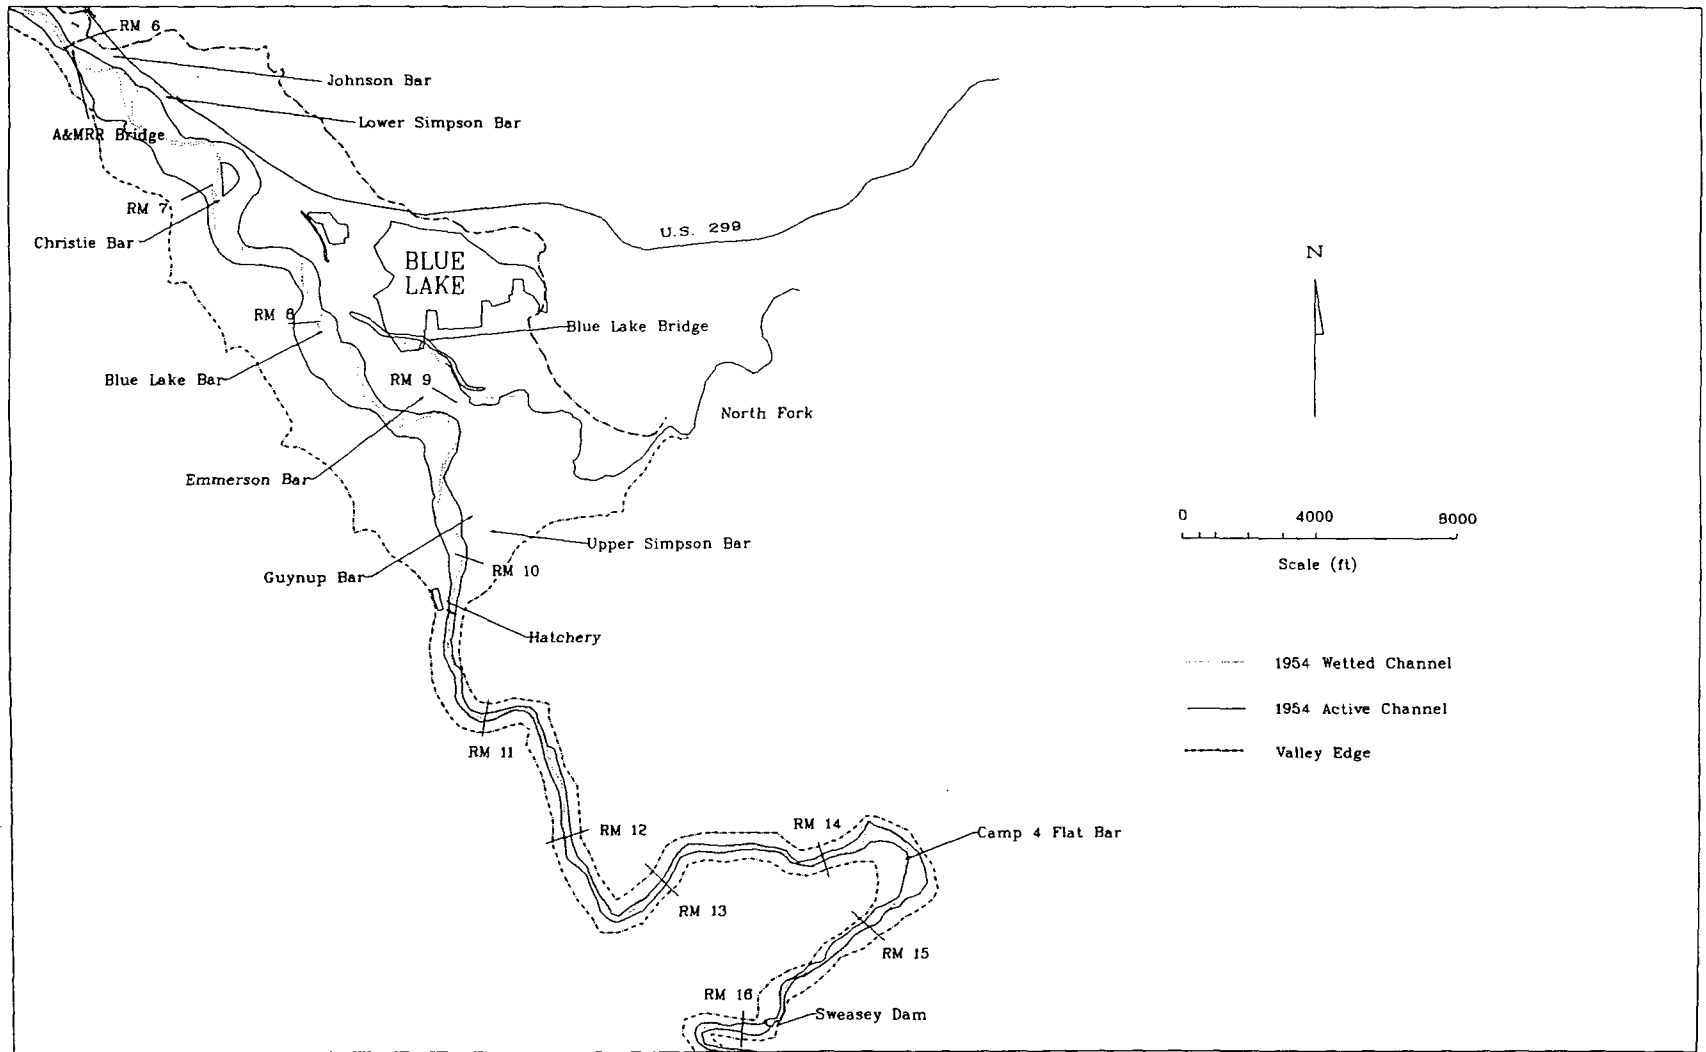 RM 6
Johnson Bar
Lower Simpson Bar
A&MRR Bridge
RM 7
Christie Bar
U.S. 299
BLUE
LAKE
N
RM 8
Blue Lake Bridge
Blue Lake Bar
RM 9
North Fork
Emmerson Bar
0 4000 8000
Scale (ft)
Upper Simpson Bar
RM 10
Guynup Bar
Hatchery
1954 Wetted Channel
1954 Active Channel
Valley Edge
RM 11
RM 12
RM 14
Camp 4 Flat Bar
RM 13
RM 15
RM 16
Sweasey Dam